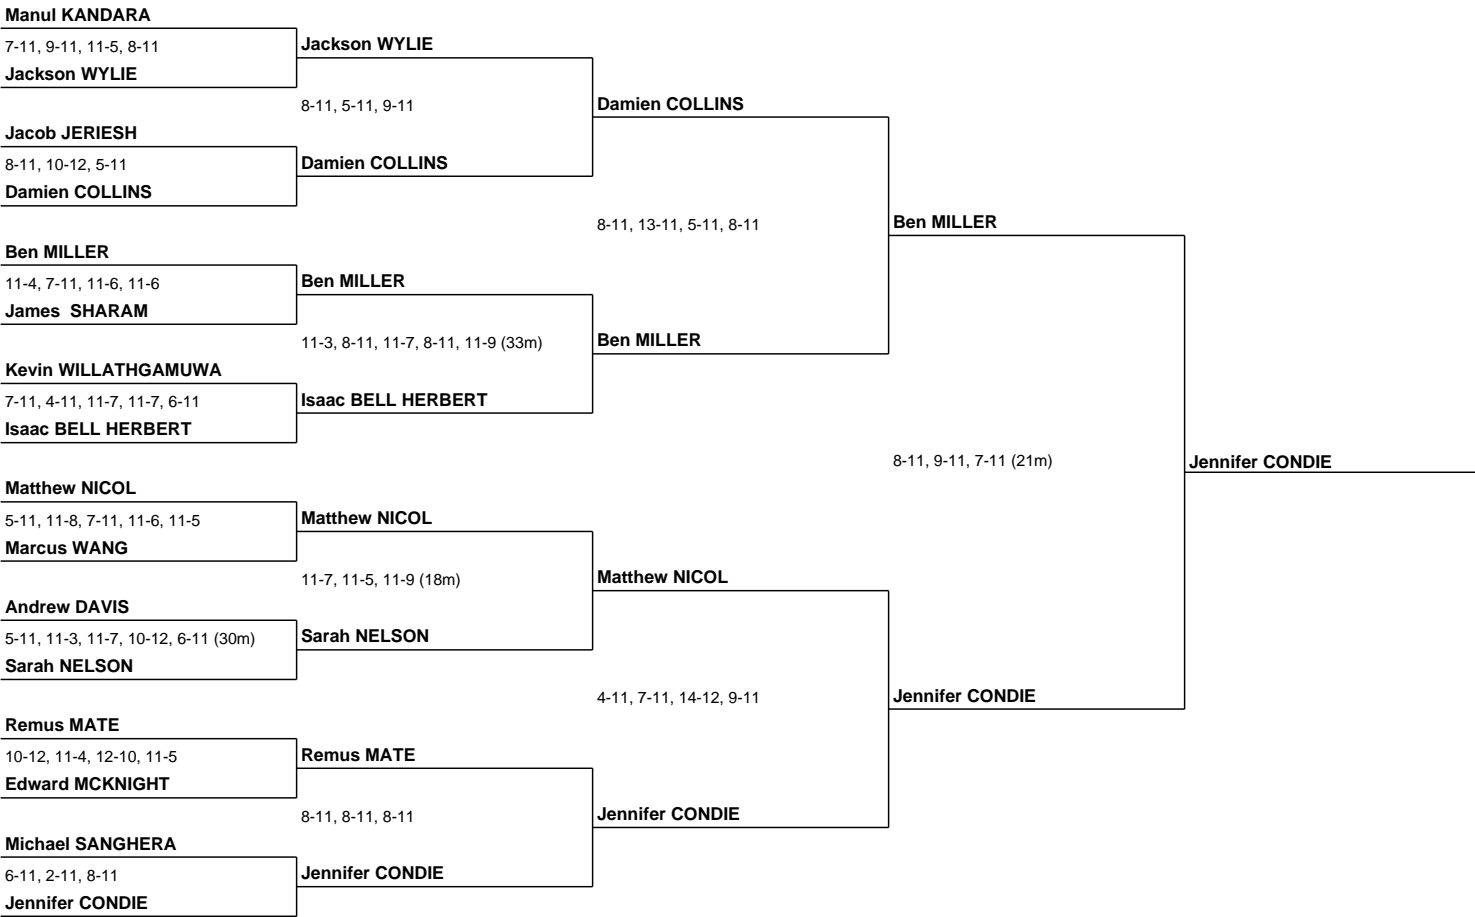 Manul KANDARA
7-11, 9-11, 11-5, 8-11
Jackson WYLIE
Jacob JERIESH
8-11, 10-12, 5-11
Damien COLLINS
Ben MILLER
11-4, 7-11, 11-6, 11-6
James  SHARAM
Kevin WILLATHGAMUWA
7-11, 4-11, 11-7, 11-7, 6-11
Isaac BELL HERBERT
Matthew NICOL
5-11, 11-8, 7-11, 11-6, 11-5
Marcus WANG
Andrew DAVIS
5-11, 11-3, 11-7, 10-12, 6-11 (30m)
Sarah NELSON
Remus MATE
10-12, 11-4, 12-10, 11-5
Edward MCKNIGHT
Michael SANGHERA
6-11, 2-11, 8-11
Jennifer CONDIE
Jackson WYLIE
8-11, 5-11, 9-11
Damien COLLINS
Ben MILLER
11-3, 8-11, 11-7, 8-11, 11-9 (33m)
Isaac BELL HERBERT
Matthew NICOL
11-7, 11-5, 11-9 (18m)
Sarah NELSON
Remus MATE
8-11, 8-11, 8-11
Jennifer CONDIE
Damien COLLINS
8-11, 13-11, 5-11, 8-11
Ben MILLER
Matthew NICOL
4-11, 7-11, 14-12, 9-11
Jennifer CONDIE
Ben MILLER
8-11, 9-11, 7-11 (21m)
Jennifer CONDIE
Jennifer CONDIE